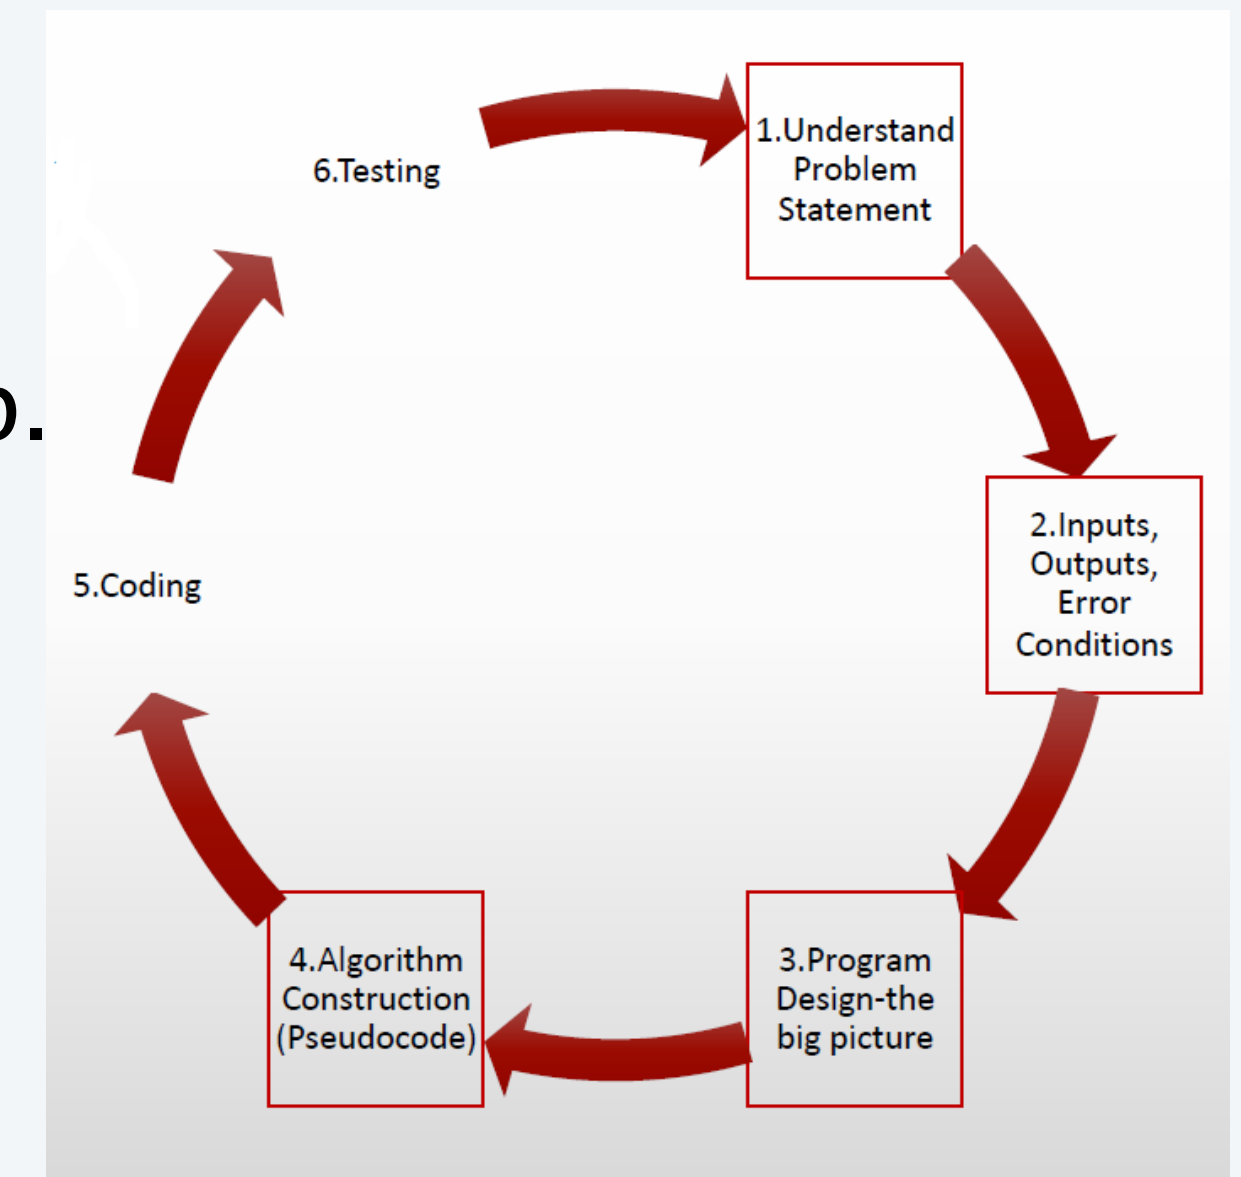 1.Understand
Problem
Statement
2.Inputs,
Outputs,
Error
Conditions
3.Program
Design-the
big picture
4.Algorithm
Construction
(Pseudocode)
5.Coding
6.Testing